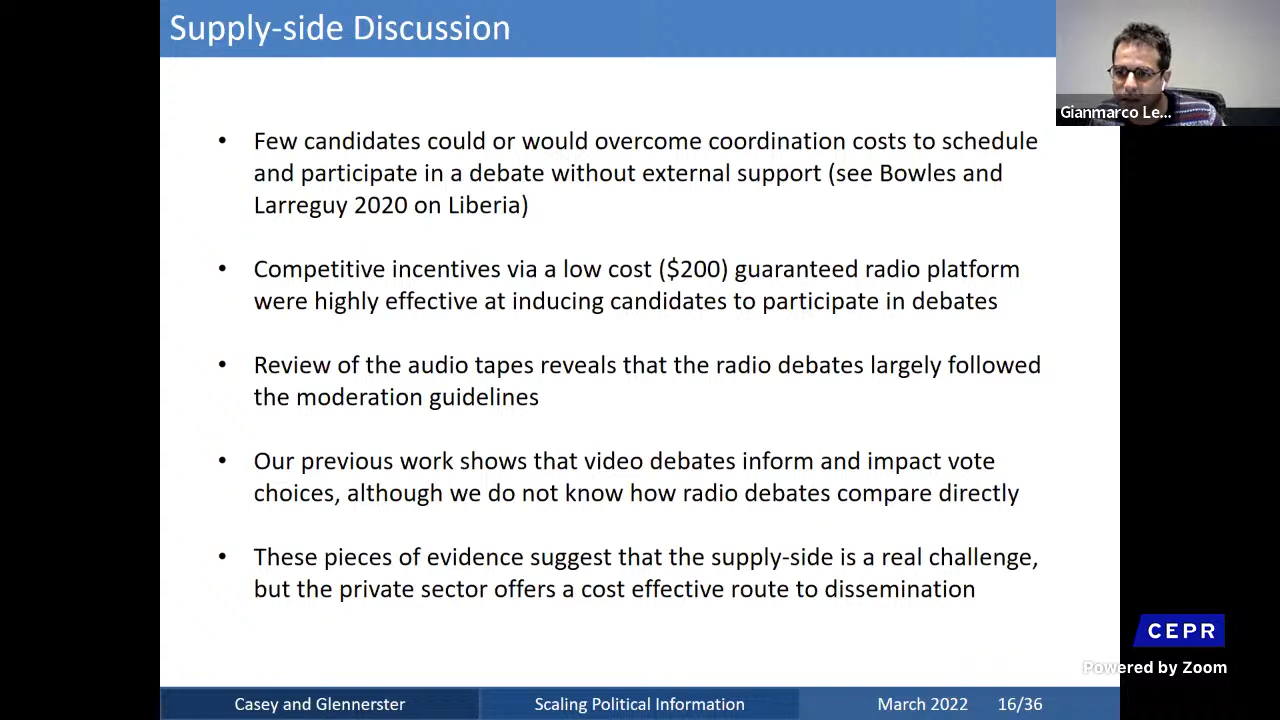 Supply-side Discussion
Gianmarco Le...
• Few candidates could or would overcome coordination costs to schedule
and participate in a debate without external support (see Bowles and
Larreguy 2020 on Liberia)
• Competitive incentives via a low cost ($200) guaranteed radio platform
were highly effective at inducing candidates to participate in debates
• Review of the audio tapes reveals that the radio debates largely followed
the moderation guidelines
• Our previous work shows that video debates inform and impact vote
choices, although we do not know how radio debates compare directly
• These pieces of evidence suggest that the supply-side is a real challenge,
but the private sector offers a cost effective route to dissemination
CEPR
Powered by Zoom
Casey and Glennerster Scaling Political Information March 2022 16/36